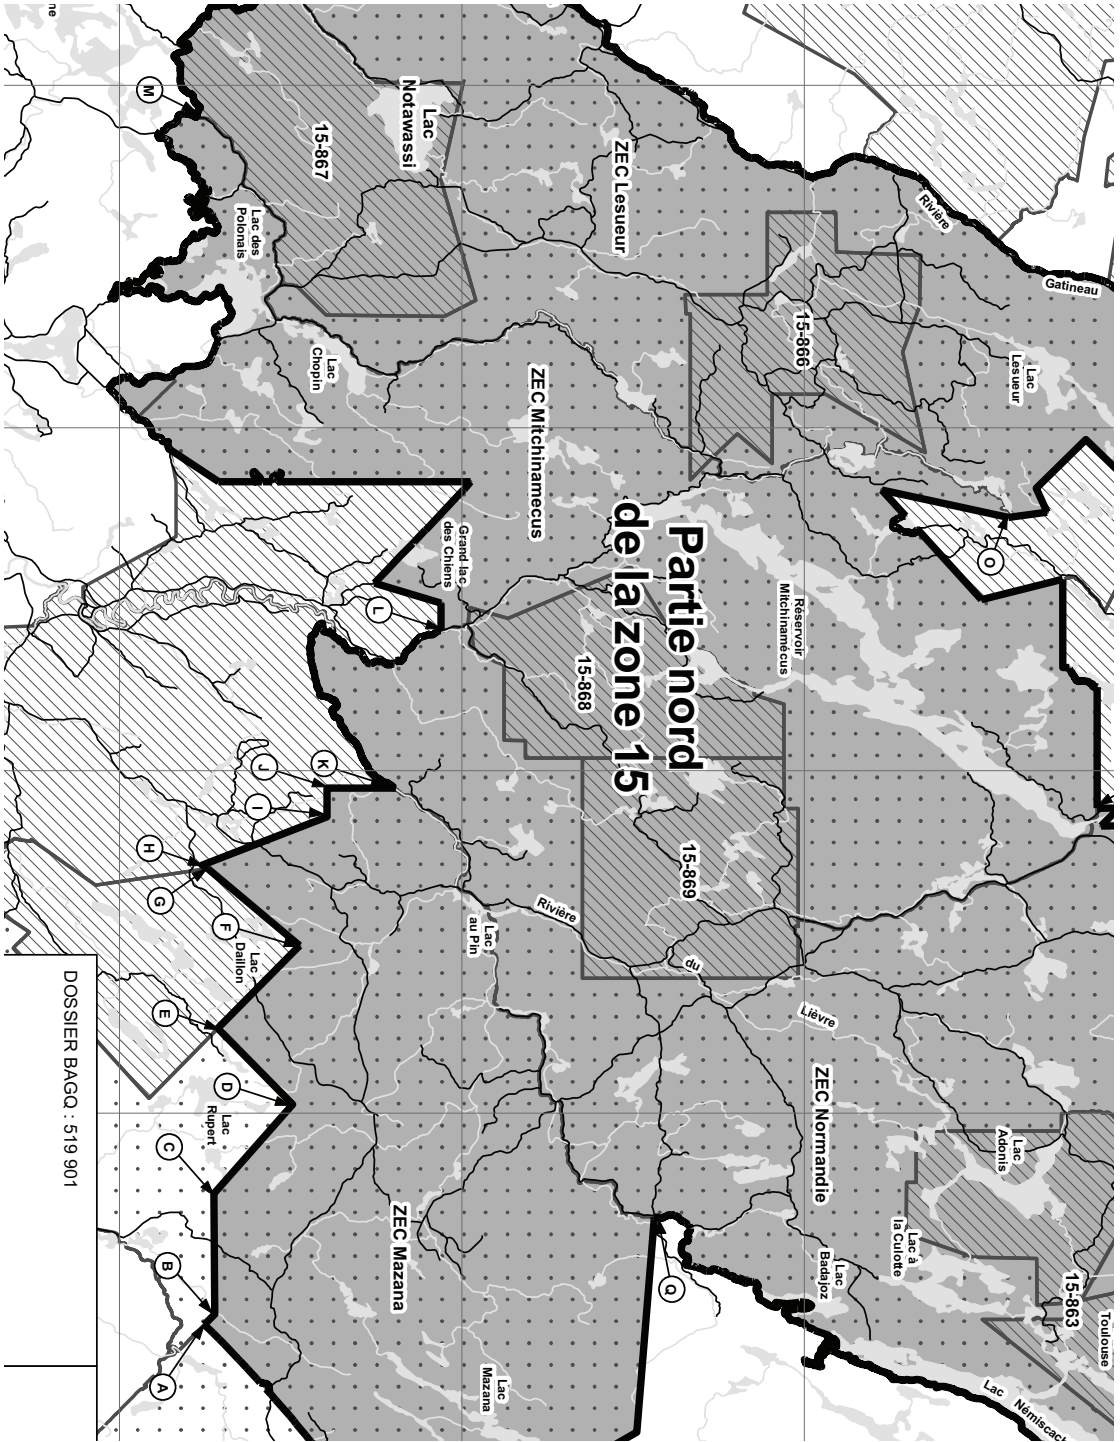 Partie nord
de la zone 15
ZEC Lesueur
ZEC Mitchinamecus
ZEC Normandie
ZEC Mazana
15-867
15-866
15-868
15-869
15-863
Lac
Notawassi
Lac des
Polonais
Lac
Chopin
Grand lac
des Chiens
Réservoir
Mitchinamécus
Rivière
Gatineau
Lac
Lesueur
Lac
au Pin
Rivière
du
Lièvre
Lac
Daillon
Lac
Rupert
Lac
Adonis
Lac à
la Culotte
Lac
Badajoz
Lac
Mazana
Toulouse
Lac Némiscach
ne
M
L
K
J
I
H
G
F
E
D
C
B
A
O
Q
N
DOSSIER BAGQ : 519 901